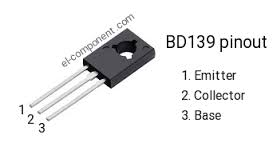 el-component.com
BD139 pinout
1. Emitter
2. Collector
3. Base
1
2
3